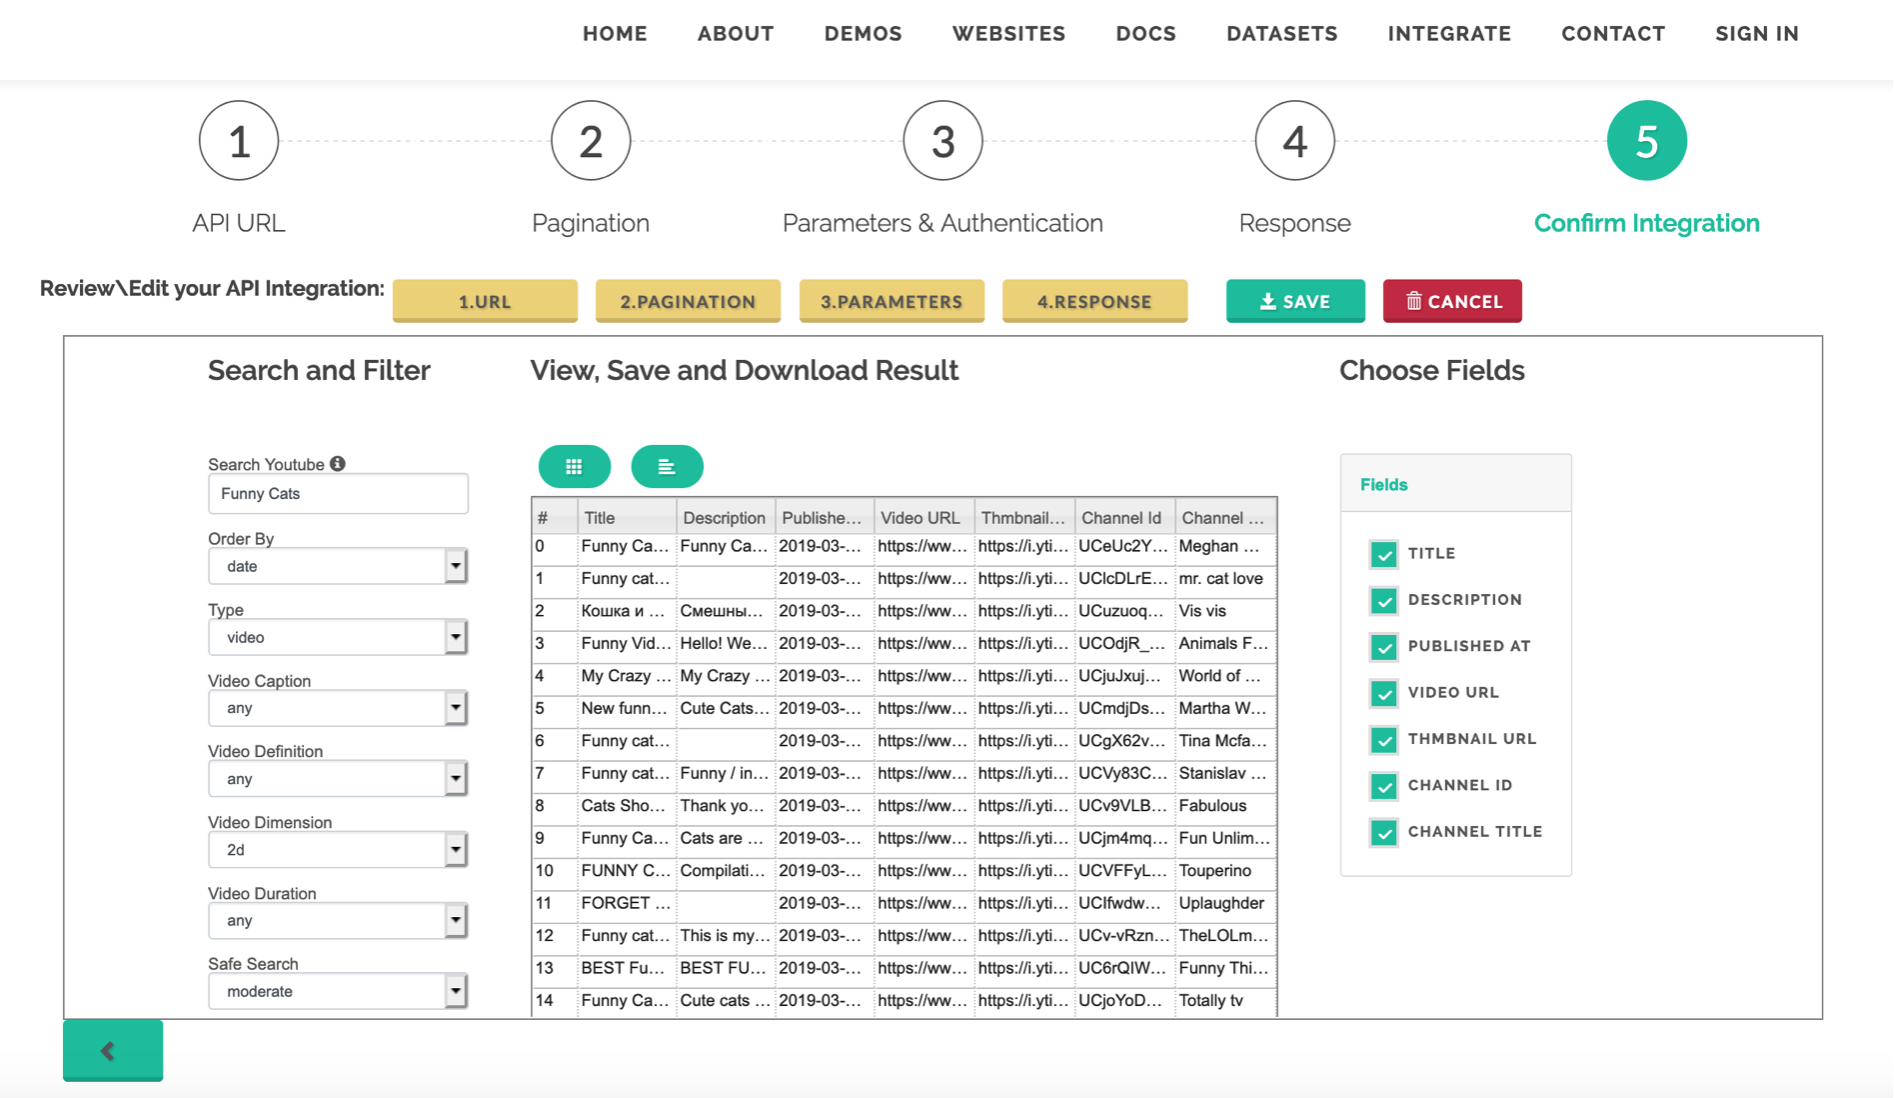 HOME ABOUT DEMOS WEBSITES DOCS DATASETS INTEGRATE CONTACT SIGN IN
1 2 3 4 5
API URL Pagination Parameters & Authentication Response Confirm Integration
Review\Edit your API Integration: 1.URL 2.PAGINATION 3.PARAMETERS 4.RESPONSE SAVE CANCEL
Search and Filter
Search Youtube
Funny Cats
Order By
date
Type
video
Video Caption
any
Video Definition
any
Video Dimension
2d
Video Duration
any
Safe Search
moderate
View, Save and Download Result
# Title Description Publishe... Video URL Thmbnail... Channel Id Channel ...
0 Funny Ca... Funny Ca... 2019-03-... https://ww... https://i.yti... UCeUc2Y... Meghan ...
1 Funny cat... 2019-03-... https://ww... https://i.yti... UClcDLrE... mr. cat love
2 Кошка и ... Смешны... 2019-03-... https://ww... https://i.yti... UCuzuoq... Vis vis
3 Funny Vid... Hello! We... 2019-03-... https://ww... https://i.yti... UCOdjR_... Animals F...
4 My Crazy ... My Crazy ... 2019-03-... https://ww... https://i.yti... UCjuJxuj... World of ...
5 New funn... Cute Cats... 2019-03-... https://ww... https://i.yti... UCmdjDs... Martha W...
6 Funny cat... 2019-03-... https://ww... https://i.yti... UCgX62v... Tina Mcfa...
7 Funny cat... Funny / in... 2019-03-... https://ww... https://i.yti... UCVy83C... Stanislav ...
8 Cats Sho... Thank yo... 2019-03-... https://ww... https://i.yti... UCv9VLB... Fabulous
9 Funny Ca... Cats are ... 2019-03-... https://ww... https://i.yti... UCjm4mq... Fun Unlim...
10 FUNNY C... Compilati... 2019-03-... https://ww... https://i.yti... UCVFFyL... Touperino
11 FORGET ... 2019-03-... https://ww... https://i.yti... UCIfwdw... Uplaughder
12 Funny cat... This is my... 2019-03-... https://ww... https://i.yti... UCv-vRzn... TheLOLm...
13 BEST Fu... BEST FU... 2019-03-... https://ww... https://i.yti... UC6rQIW... Funny Thi...
14 Funny Ca... Cute cats ... 2019-03-... https://ww... https://i.yti... UCjoYoD... Totally tv
Choose Fields
Fields
TITLE
DESCRIPTION
PUBLISHED AT
VIDEO URL
THMBNAIL URL
CHANNEL ID
CHANNEL TITLE